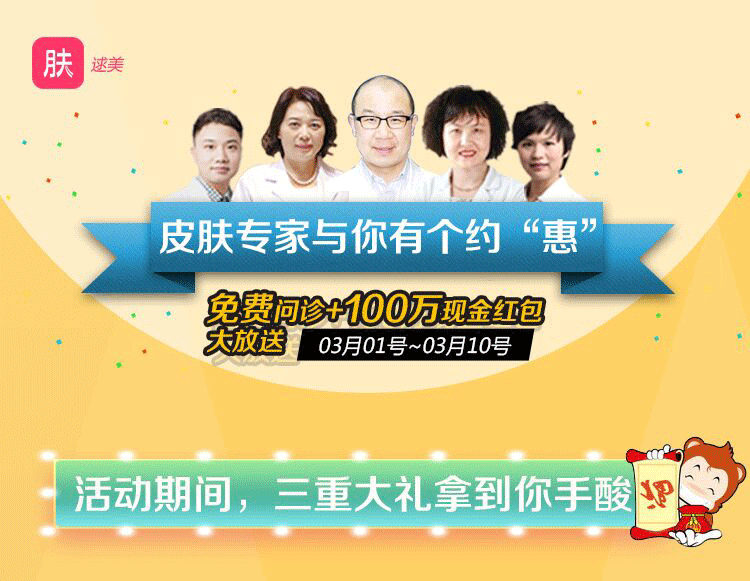 肤
逑美
皮肤专家与你有个约“惠”
免费问诊+100万现金红包
大放送
03月01号~03月10号
活动期间，三重大礼拿到你手酸